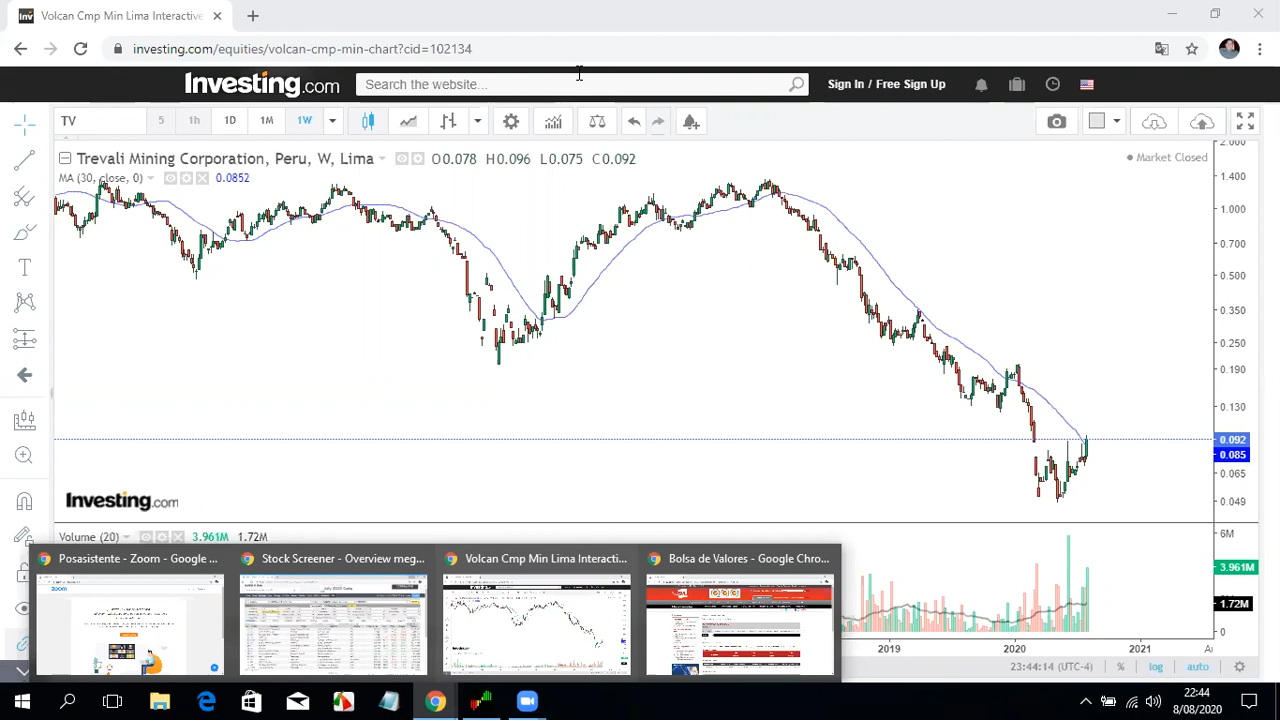 Volcan Cmp Min Lima Interactive
investing.com/equities/volcan-cmp-min-chart?cid=102134
Investing.com
Search the website...
Sign In / Free Sign Up
TV
5
1h
1D
1M
1W
Trevali Mining Corporation, Peru, W, Lima
O0.078 H0.096 L0.075 C0.092
Market Closed
MA (30, close, 0)
0.0852
2.000
1.400
1.000
0.700
0.500
0.350
0.250
0.190
0.130
0.092
0.085
0.065
0.049
Investing.com
Volume (20)
3.961M 1.72M
6M
3.961M
1.72M
0
Posasistente - Zoom - Google ...
Stock Screener - Overview meg...
Volcan Cmp Min Lima Interacti...
Bolsa de Valores - Google Chro...
zoom
2019
2020
2021
23:44:14 (UTC-4)
%
log
auto
22:44
8/08/2020